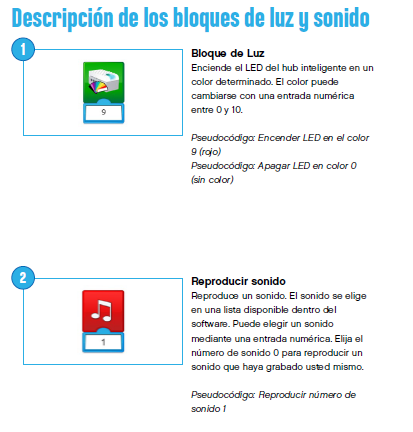 Descripción de los bloques de luz y sonido
1
Bloque de Luz
Enciende el LED del hub inteligente en un
color determinado. El color puede
cambiarse con una entrada numérica
entre 0 y 10.
9
Pseudocódigo: Encender LED en el color
9 (rojo)
Pseudocódigo: Apagar LED en color 0
(sin color)
2
Reproducir sonido
Reproduce un sonido. El sonido se elige
en una lista disponible dentro del
software. Puede elegir un sonido
mediante una entrada numérica. Elija el
número de sonido 0 para reproducir un
sonido que haya grabado usted mismo.
1
Pseudocódigo: Reproducir número de
sonido 1